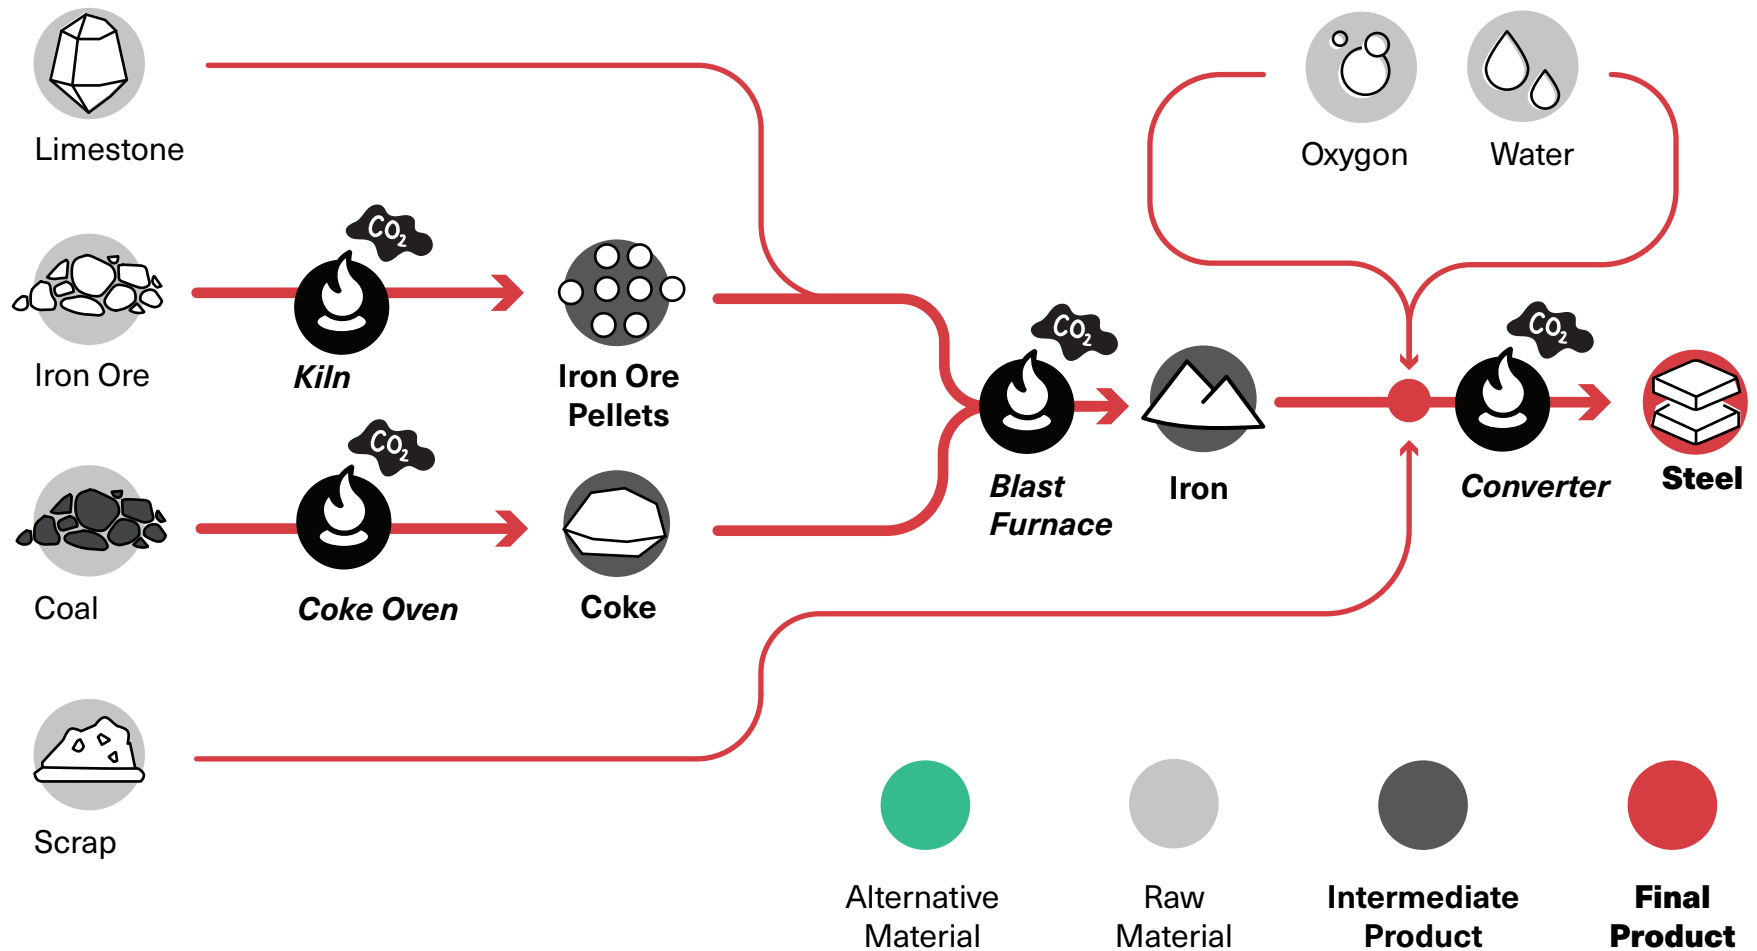 Limestone
Oxygon
Water
CO₂
Iron Ore
Kiln
Iron Ore
Pellets
CO₂
CO₂
Blast
Furnace
Iron
CO₂
Converter
Steel
Coal
Coke Oven
Coke
Scrap
Alternative
Material
Raw
Material
Intermediate
Product
Final
Product